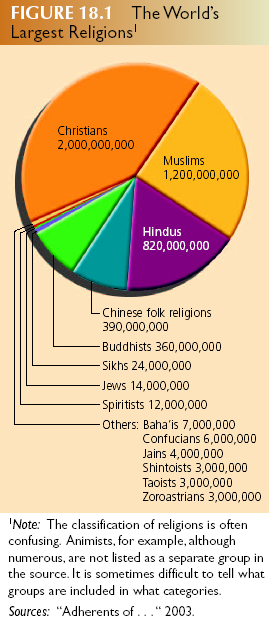 FIGURE 18.1 The World's
Largest Religions¹
Christians
2,000,000,000
Muslims
1,200,000,000
Hindus
820,000,000
Chinese folk religions
390,000,000
Buddhists 360,000,000
Sikhs 24,000,000
Jews 14,000,000
Spiritists 12,000,000
Others: Baha'is 7,000,000
Confucians 6,000,000
Jains 4,000,000
Shintoists 3,000,000
Taoists 3,000,000
Zoroastrians 3,000,000
¹Note: The classification of religions is often
confusing. Animists, for example, although
numerous, are not listed as a separate group in
the source. It is sometimes difficult to tell what
groups are included in what categories.
Sources: "Adherents of . . ." 2003.